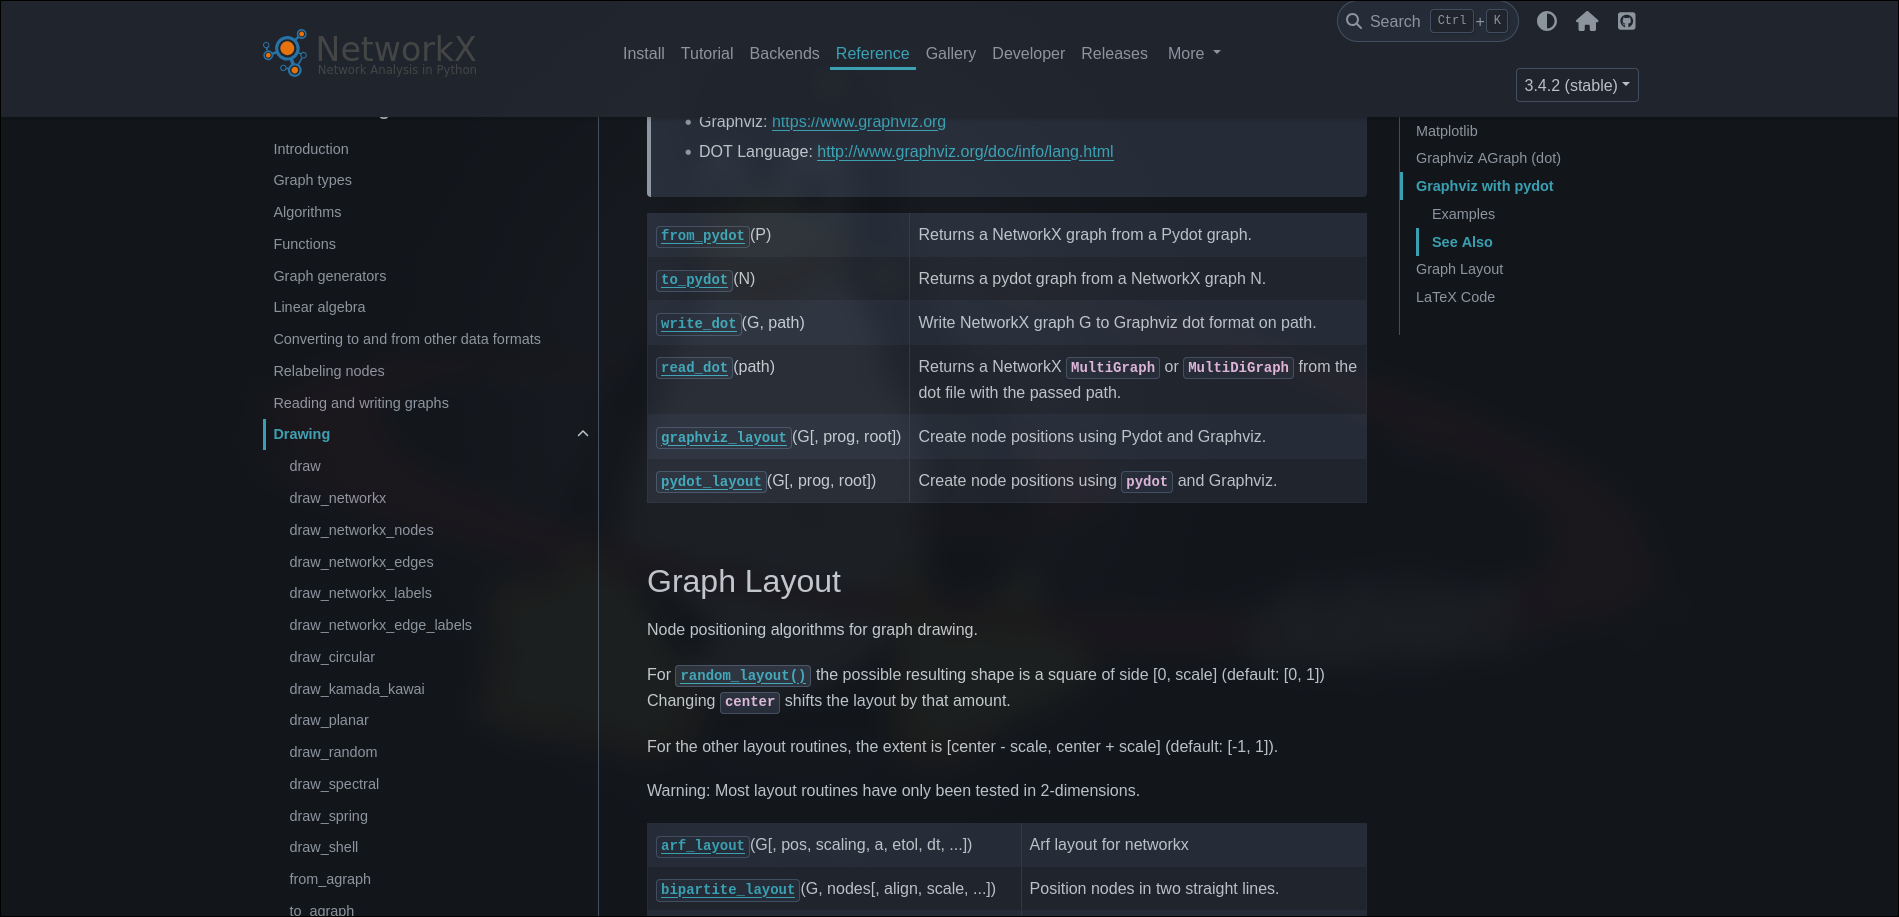 NetworkX
Network Analysis in Python
Install Tutorial Backends Reference Gallery Developer Releases More
Search Ctrl + K
3.4.2 (stable)
Introduction
Graph types
Algorithms
Functions
Graph generators
Linear algebra
Converting to and from other data formats
Relabeling nodes
Reading and writing graphs
Drawing
draw
draw_networkx
draw_networkx_nodes
draw_networkx_edges
draw_networkx_labels
draw_networkx_edge_labels
draw_circular
draw_kamada_kawai
draw_planar
draw_random
draw_spectral
draw_spring
draw_shell
from_agraph
to_agraph
• Graphviz: https://www.graphviz.org
• DOT Language: http://www.graphviz.org/doc/info/lang.html
from_pydot(P) Returns a NetworkX graph from a Pydot graph.
to_pydot(N) Returns a pydot graph from a NetworkX graph N.
write_dot(G, path) Write NetworkX graph G to Graphviz dot format on path.
read_dot(path) Returns a NetworkX MultiGraph or MultiDiGraph from the
dot file with the passed path.
graphviz_layout(G[, prog, root]) Create node positions using Pydot and Graphviz.
pydot_layout(G[, prog, root]) Create node positions using pydot and Graphviz.
Graph Layout
Node positioning algorithms for graph drawing.
For random_layout() the possible resulting shape is a square of side [0, scale] (default: [0, 1])
Changing center shifts the layout by that amount.
For the other layout routines, the extent is [center - scale, center + scale] (default: [-1, 1]).
Warning: Most layout routines have only been tested in 2-dimensions.
arf_layout(G[, pos, scaling, a, etol, dt, ...]) Arf layout for networkx
bipartite_layout(G, nodes[, align, scale, ...]) Position nodes in two straight lines.
Matplotlib
Graphviz AGraph (dot)
Graphviz with pydot
Examples
See Also
Graph Layout
LaTeX Code